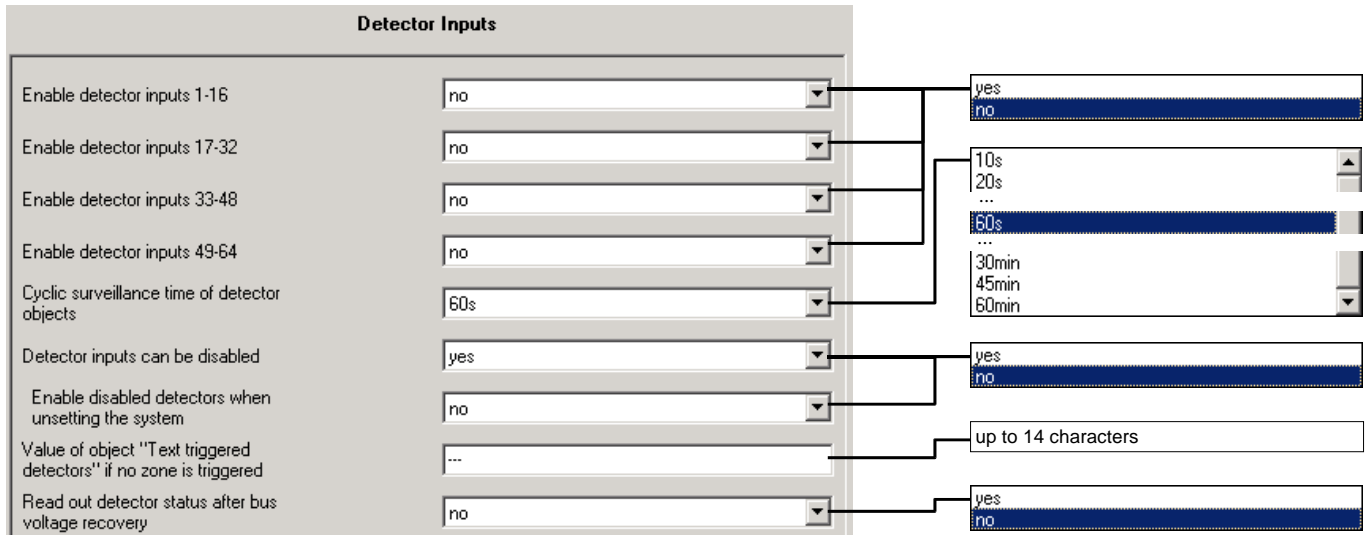 Detector Inputs
Enable detector inputs 1-16
no
yes
no
Enable detector inputs 17-32
no
Enable detector inputs 33-48
no
Enable detector inputs 49-64
no
10s
20s
...
60s
...
30min
45min
60min
Cyclic surveillance time of detector
objects
60s
Detector inputs can be disabled
yes
yes
no
Enable disabled detectors when
unsetting the system
no
Value of object "Text triggered
detectors" if no zone is triggered
---
up to 14 characters
Read out detector status after bus
voltage recovery
no
yes
no